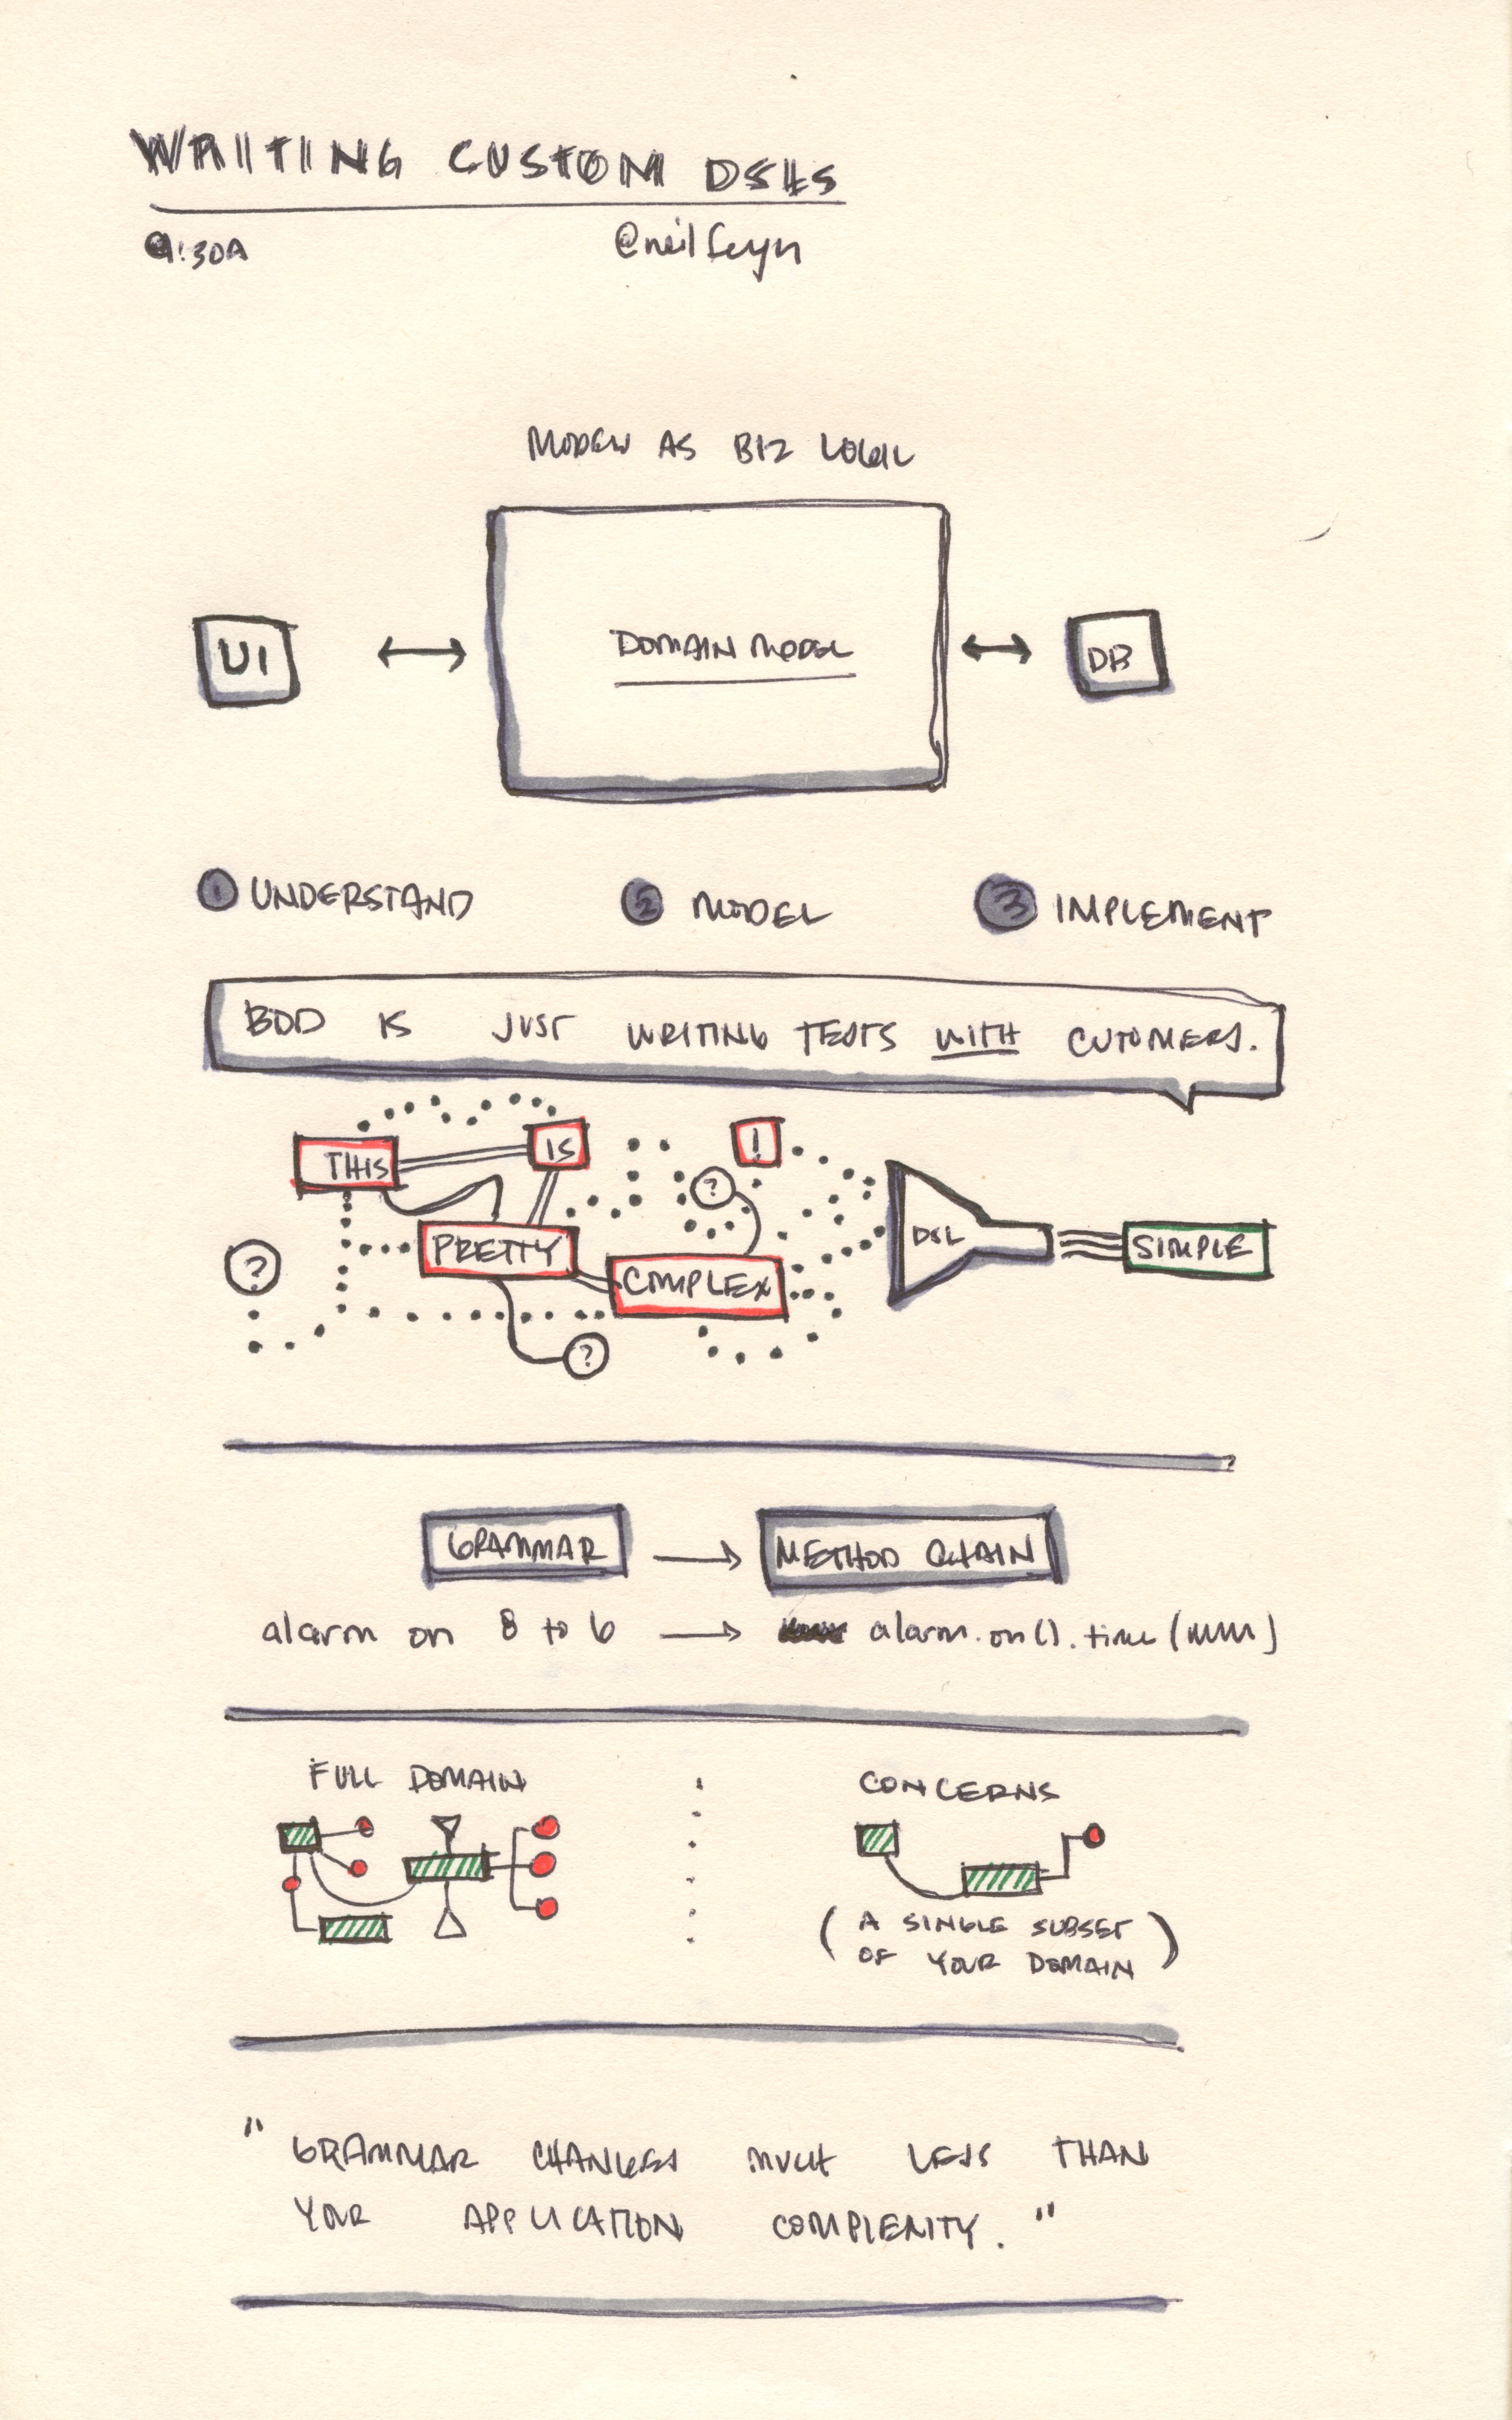 WRITING CUSTOM DSLS
9:30A
MODEL AS BIZ LOGIC
UI
DOMAIN MODEL
DB
1 UNDERSTAND
2 MODEL
3 IMPLEMENT
BDD IS JUST WRITING TESTS WITH CUTOMERS.
THIS
IS
!
?
PRETTY
DSL
SIMPLE
?
COMPLEX
?
GRAMMAR
METHOD CHAIN
alarm on 8 to 6
alarm.on().time(
FULL DOMAIN
CONCERNS
(A SINGLE SUBSET
OF YOUR DOMAIN)
"GRAMMAR CHANGES MUCH LESS THAN
YOUR APPLICATION COMPLEXITY."